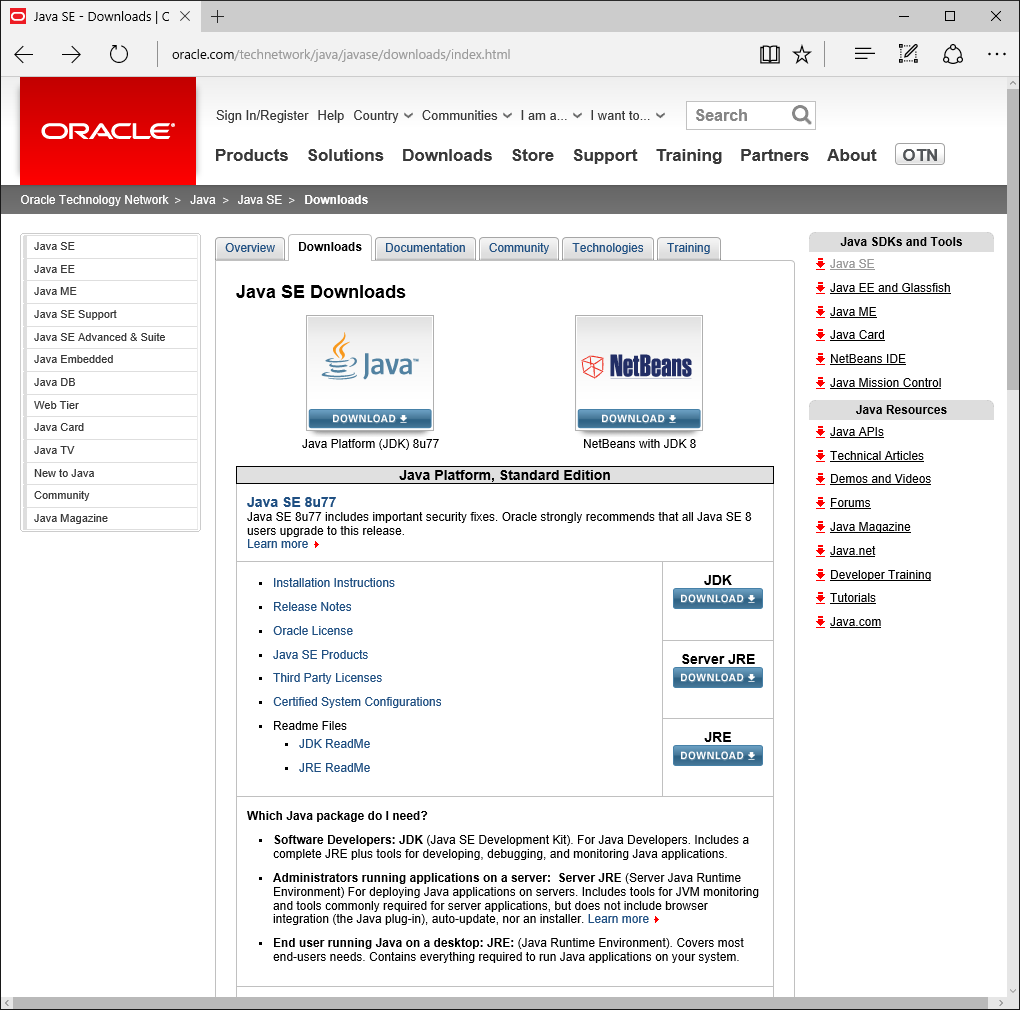 Java SE - Downloads | O
oracle.com/technetwork/java/javase/downloads/index.html
ORACLE®
Sign In/Register Help Country Communities I am a... I want to... Search
Products Solutions Downloads Store Support Training Partners About OTN
Oracle Technology Network > Java > Java SE > Downloads
Java SE
Java EE
Java ME
Java SE Support
Java SE Advanced & Suite
Java Embedded
Java DB
Web Tier
Java Card
Java TV
New to Java
Community
Java Magazine
Overview Downloads Documentation Community Technologies Training
Java SE Downloads
Java™
DOWNLOAD
Java Platform (JDK) 8u77
NetBeans
DOWNLOAD
NetBeans with JDK 8
Java Platform, Standard Edition
Java SE 8u77
Java SE 8u77 includes important security fixes. Oracle strongly recommends that all Java SE 8
users upgrade to this release.
Learn more
Installation Instructions
Release Notes
Oracle License
Java SE Products
Third Party Licenses
Certified System Configurations
Readme Files
JDK ReadMe
JRE ReadMe
JDK
DOWNLOAD
Server JRE
DOWNLOAD
JRE
DOWNLOAD
Which Java package do I need?
Software Developers: JDK (Java SE Development Kit). For Java Developers. Includes a
complete JRE plus tools for developing, debugging, and monitoring Java applications.
Administrators running applications on a server: Server JRE (Server Java Runtime
Environment) For deploying Java applications on servers. Includes tools for JVM monitoring
and tools commonly required for server applications, but does not include browser
integration (the Java plug-in), auto-update, nor an installer. Learn more
End user running Java on a desktop: JRE: (Java Runtime Environment). Covers most
end-users needs. Contains everything required to run Java applications on your system.
Java SDKs and Tools
Java SE
Java EE and Glassfish
Java ME
Java Card
NetBeans IDE
Java Mission Control
Java Resources
Java APIs
Technical Articles
Demos and Videos
Forums
Java Magazine
Java.net
Developer Training
Tutorials
Java.com